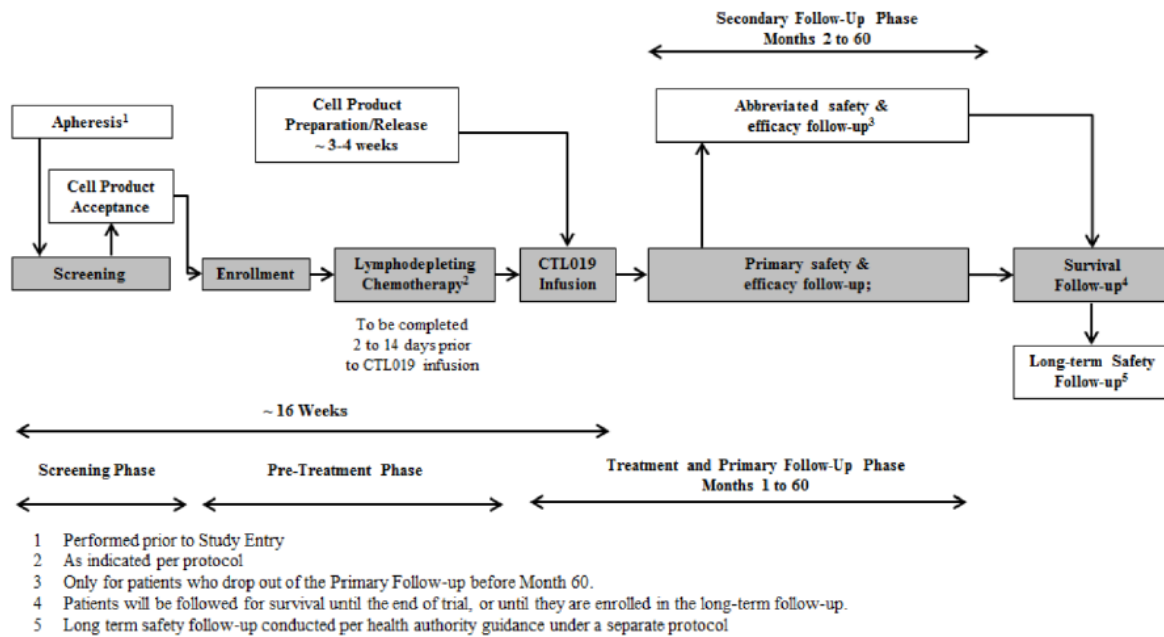 Secondary Follow-Up Phase
Months 2 to 60
Apheresis1
Cell Product
Preparation/Release
~ 3-4 weeks
Abbreviated safety &
efficacy follow-up3
Cell Product
Acceptance
Screening
Enrollment
Lymphodepleting
Chemotherapy2
CTL019
Infusion
Primary safety &
efficacy follow-up;
Survival
Follow-up4
To be completed
2 to 14 days prior
to CTL019 infusion
Long-term Safety
Follow-up5
~ 16 Weeks
Screening Phase
Pre-Treatment Phase
Treatment and Primary Follow-Up Phase
Months 1 to 60
1 Performed prior to Study Entry
2 As indicated per protocol
3 Only for patients who drop out of the Primary Follow-up before Month 60.
4 Patients will be followed for survival until the end of trial, or until they are enrolled in the long-term follow-up.
5 Long term safety follow-up conducted per health authority guidance under a separate protocol